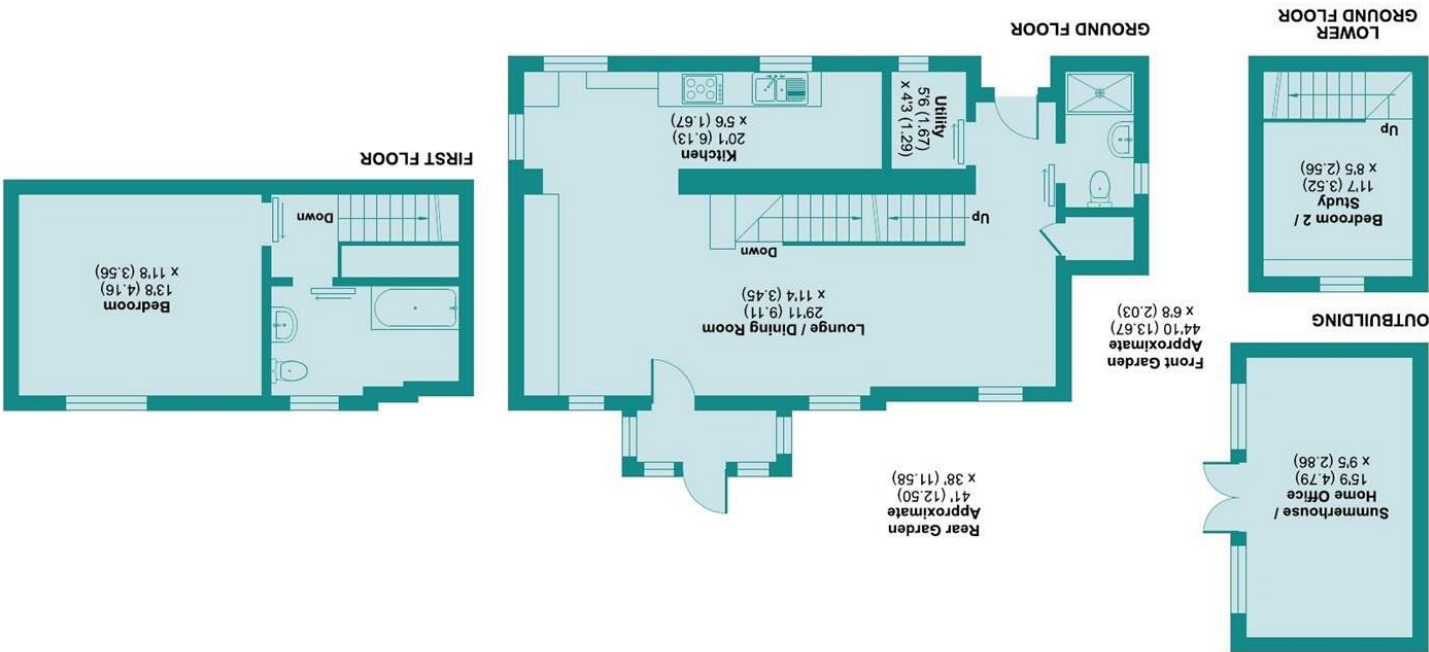 Summerhouse /
Home Office
15'9 (4.79)
x 9'5 (2.86)
OUTBUILDING
Bedroom 2 /
Study
11'7 (3.52)
x 8'5 (2.56)
Up
LOWER
GROUND FLOOR
Rear Garden
Approximate
41' (12.50)
x 38' (11.58)
Front Garden
Approximate
44'10 (13.67)
x 6'8 (2.03)
Lounge / Dining Room
29'11 (9.11)
x 11'4 (3.45)
Down
Up
Utility
5'6 (1.67)
x 4'3 (1.29)
Kitchen
20'1 (6.13)
x 5'6 (1.67)
GROUND FLOOR
Bedroom
13'8 (4.16)
x 11'8 (3.56)
Down
FIRST FLOOR